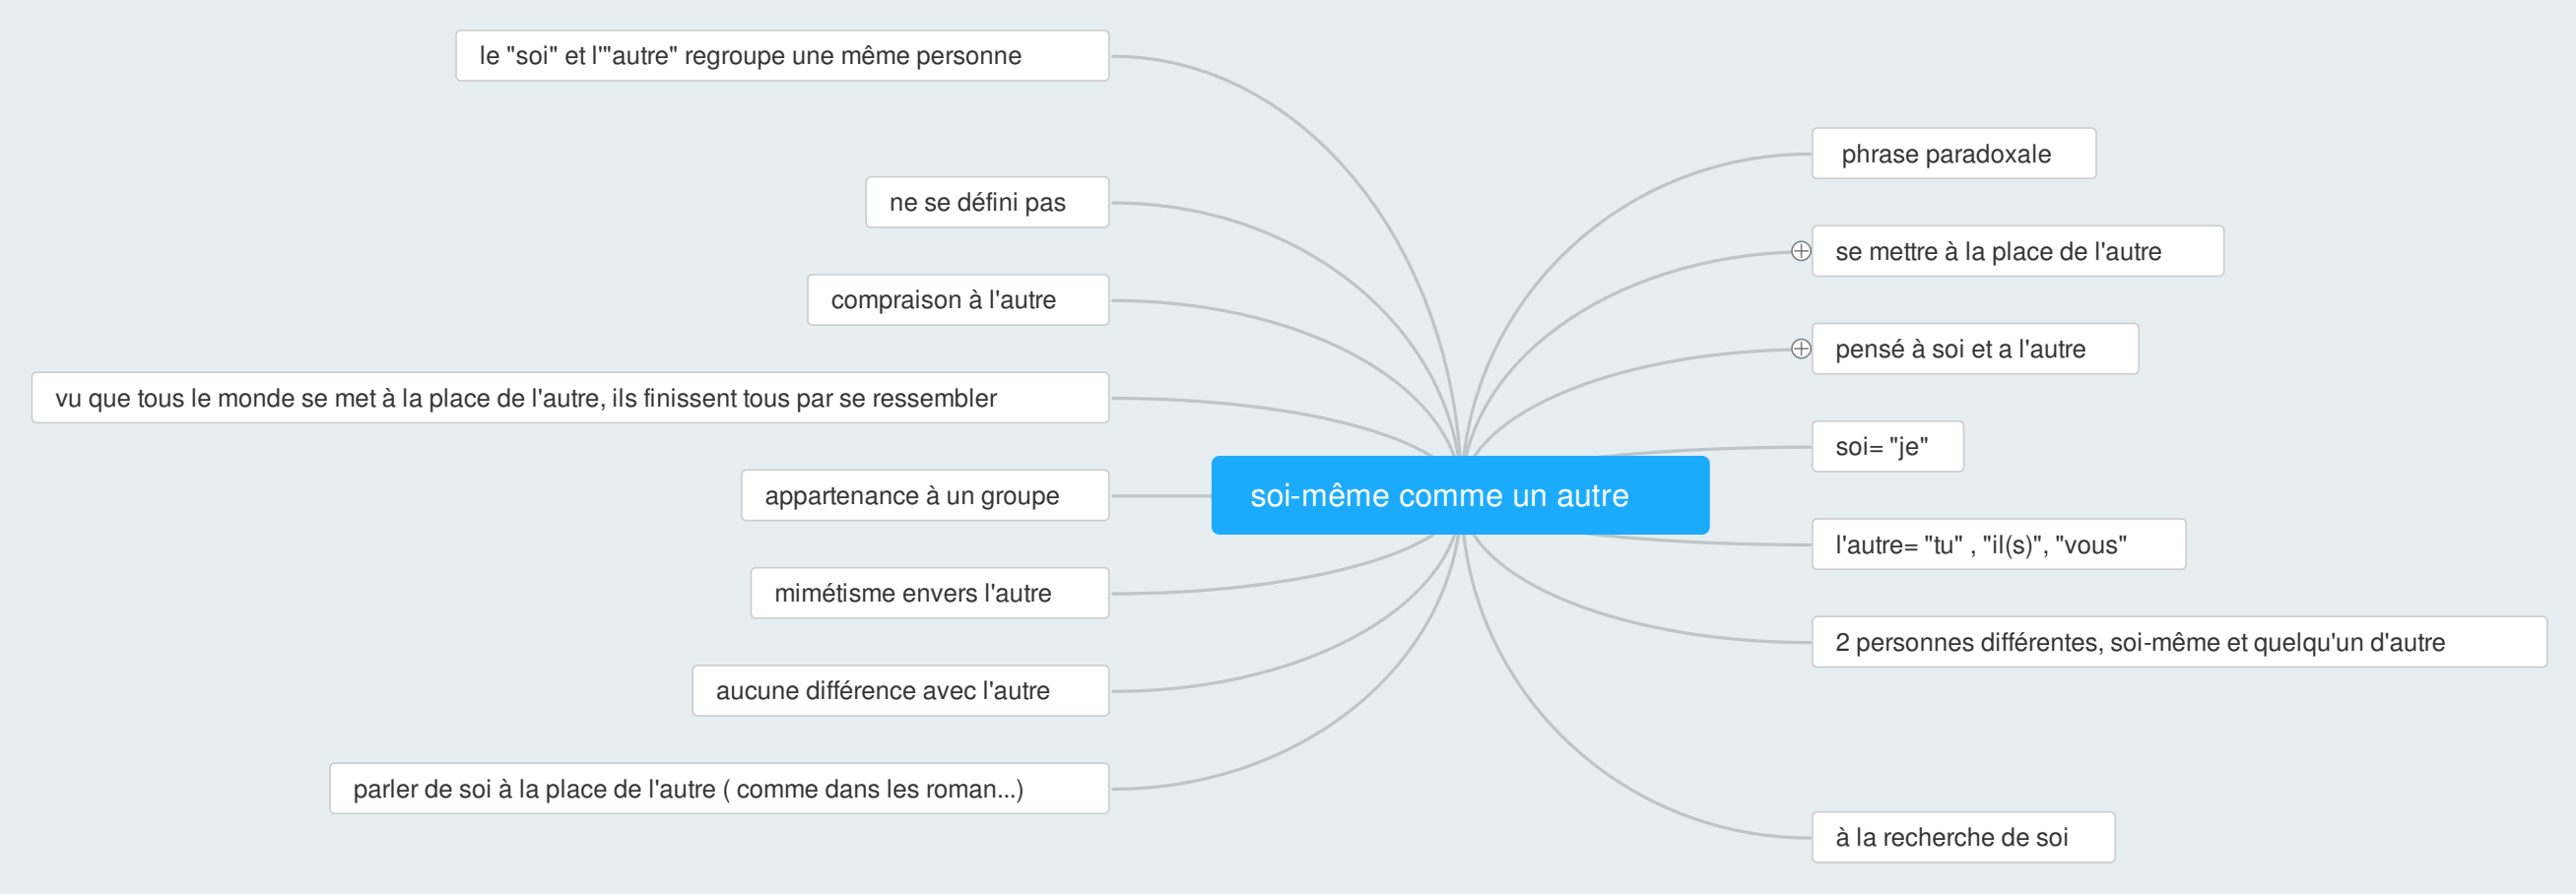 le "soi" et l'"autre" regroupe une même personne
ne se défini pas
compraison à l'autre
vu que tous le monde se met à la place de l'autre, ils finissent tous par se ressembler
appartenance à un groupe
mimétisme envers l'autre
aucune différence avec l'autre
parler de soi à la place de l'autre ( comme dans les roman...)
soi-même comme un autre
phrase paradoxale
se mettre à la place de l'autre
pensé à soi et a l'autre
soi= "je"
l'autre= "tu" , "il(s)", "vous"
2 personnes différentes, soi-même et quelqu'un d'autre
à la recherche de soi